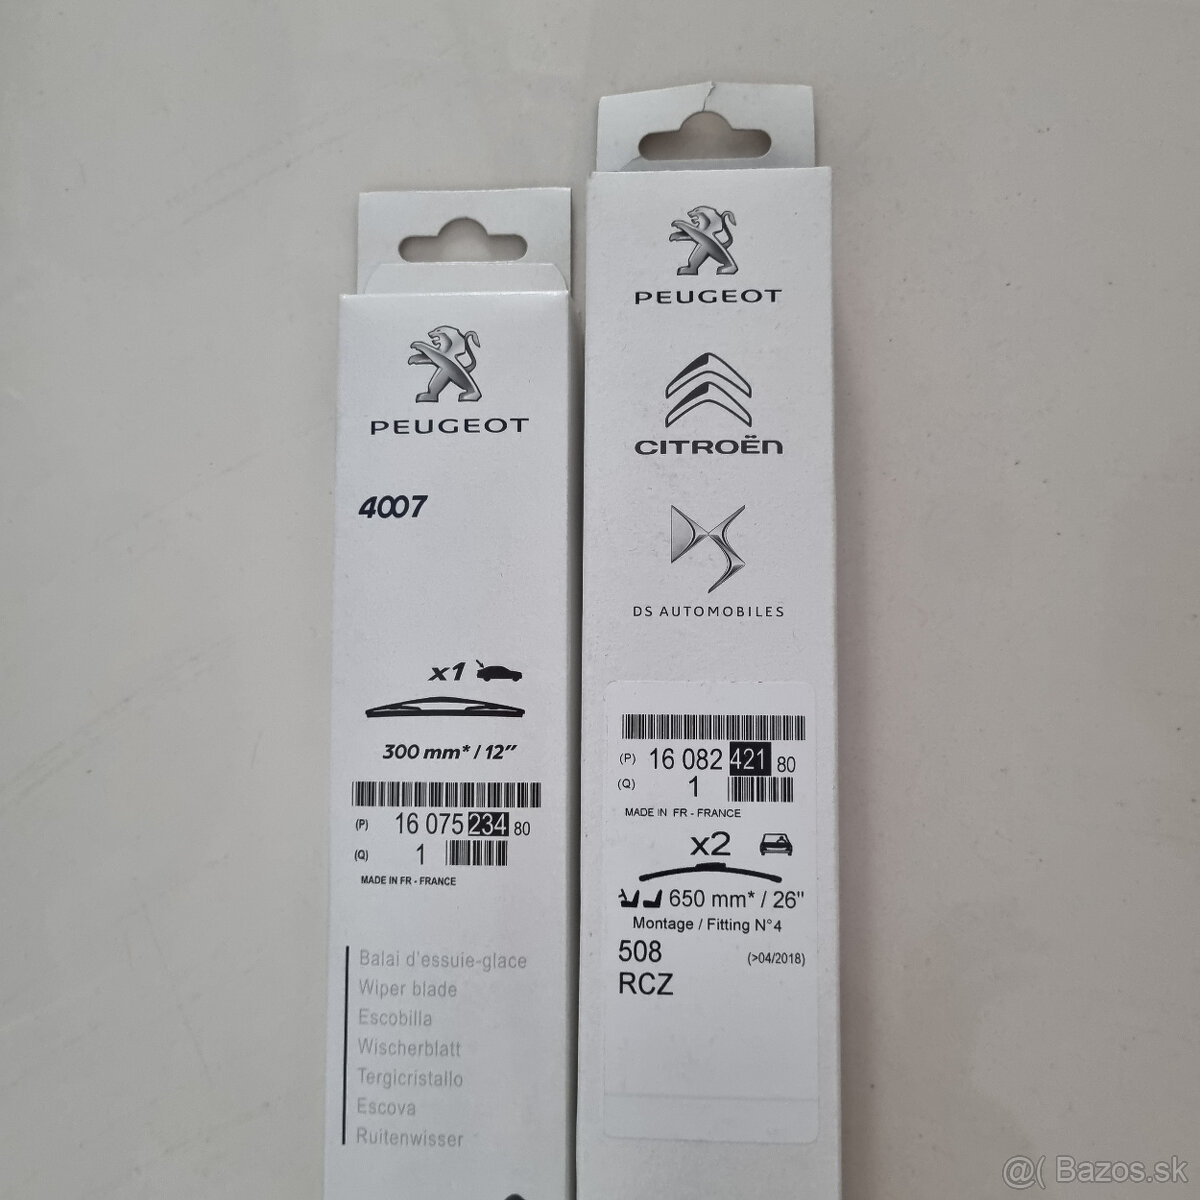 PEUGEOT
4007
x1
300 mm* / 12"
(P) 16 075 234 80
(Q) 1
MADE IN FR - FRANCE
Balai d'essuie-glace
Wiper blade
Escobilla
Wischerblatt
Tergicristallo
Escova
Ruitenwisser
PEUGEOT
CITROËN
DS AUTOMOBILES
(P) 16 082 421 80
(Q) 1
MADE IN FR - FRANCE
x2
650 mm* / 26"
Montage / Fitting N°4
508 (>04/2018)
RCZ
@( Bazos.sk